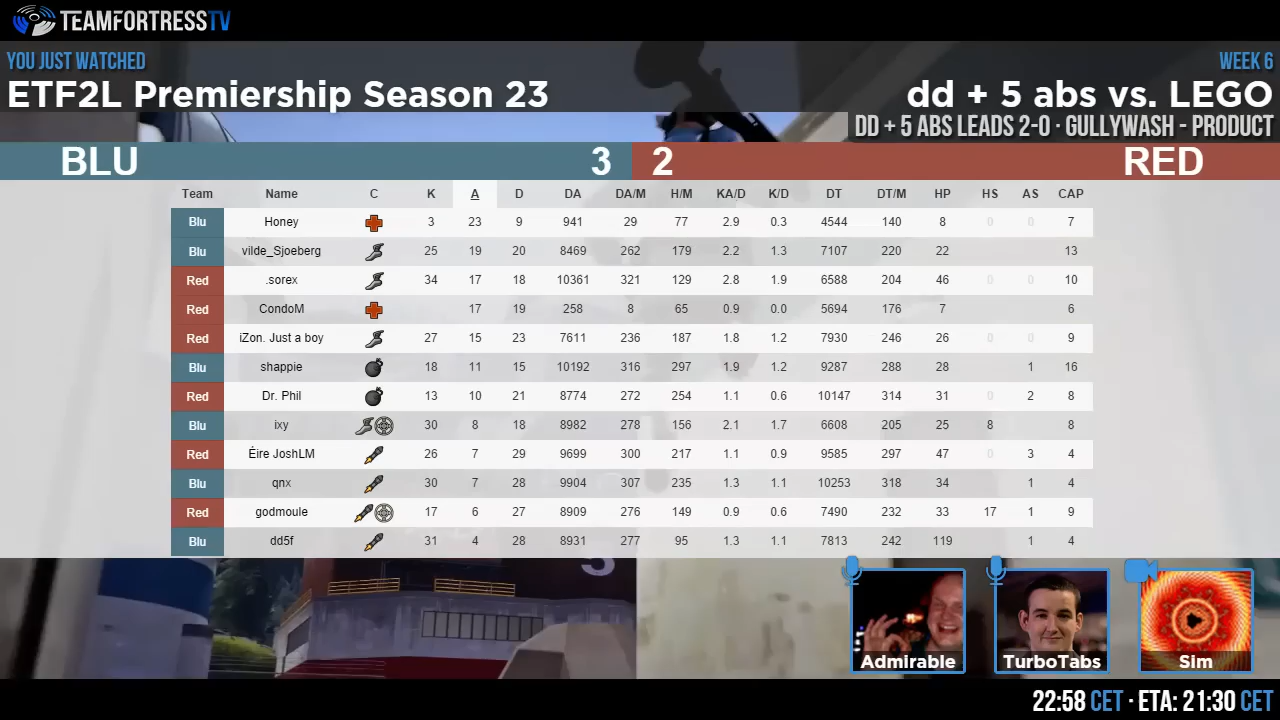 TEAMFORTRESSTV
YOU JUST WATCHED
WEEK 6
ETF2L Premiership Season 23
dd + 5 abs vs. LEGO
DD + 5 ABS LEADS 2-0 · GULLYWASH - PRODUCT
BLU 3 2 RED
Team Name C K A D DA DA/M H/M KA/D K/D DT DT/M HP HS AS CAP
Blu Honey 3 23 9 941 29 77 2.9 0.3 4544 140 8 0 0 7
Blu vilde_Sjoeberg 25 19 20 8469 262 179 2.2 1.3 7107 220 22 13
Red .sorex 34 17 18 10361 321 129 2.8 1.9 6588 204 46 0 0 10
Red CondoM 17 19 258 8 65 0.9 0.0 5694 176 7 6
Red iZon. Just a boy 27 15 23 7611 236 187 1.8 1.2 7930 246 26 0 0 9
Blu shappie 18 11 15 10192 316 297 1.9 1.2 9287 288 28 1 16
Red Dr. Phil 13 10 21 8774 272 254 1.1 0.6 10147 314 31 0 2 8
Blu ixy 30 8 18 8982 278 156 2.1 1.7 6608 205 25 8 8
Red Éire JoshLM 26 7 29 9699 300 217 1.1 0.9 9585 297 47 0 3 4
Blu qnx 30 7 28 9904 307 235 1.3 1.1 10253 318 34 1 4
Red godmoule 17 6 27 8909 276 149 0.9 0.6 7490 232 33 17 1 9
Blu dd5f 31 4 28 8931 277 95 1.3 1.1 7813 242 119 1 4
3
Admirable
TurboTabs
Sim
22:58 CET · ETA: 21:30 CET